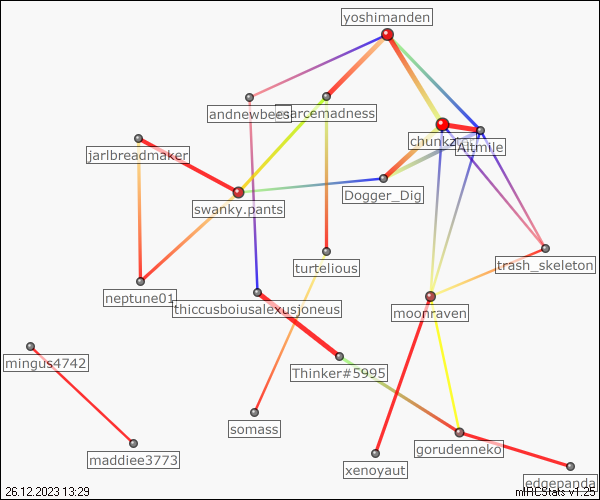 yoshimanden
andnewbees
marcemadness
chunkz
Altmile
jarlbreadmaker
swanky.pants
Dogger_Dig
turtelious
trash_skeleton
neptune01
thiccusboiusalexusjoneus
moonraven
mingus4742
Thinker#5995
somass
gorudenneko
maddiee3773
xenoyaut
edgepanda
26.12.2023 13:29
mIRCStats v1.25